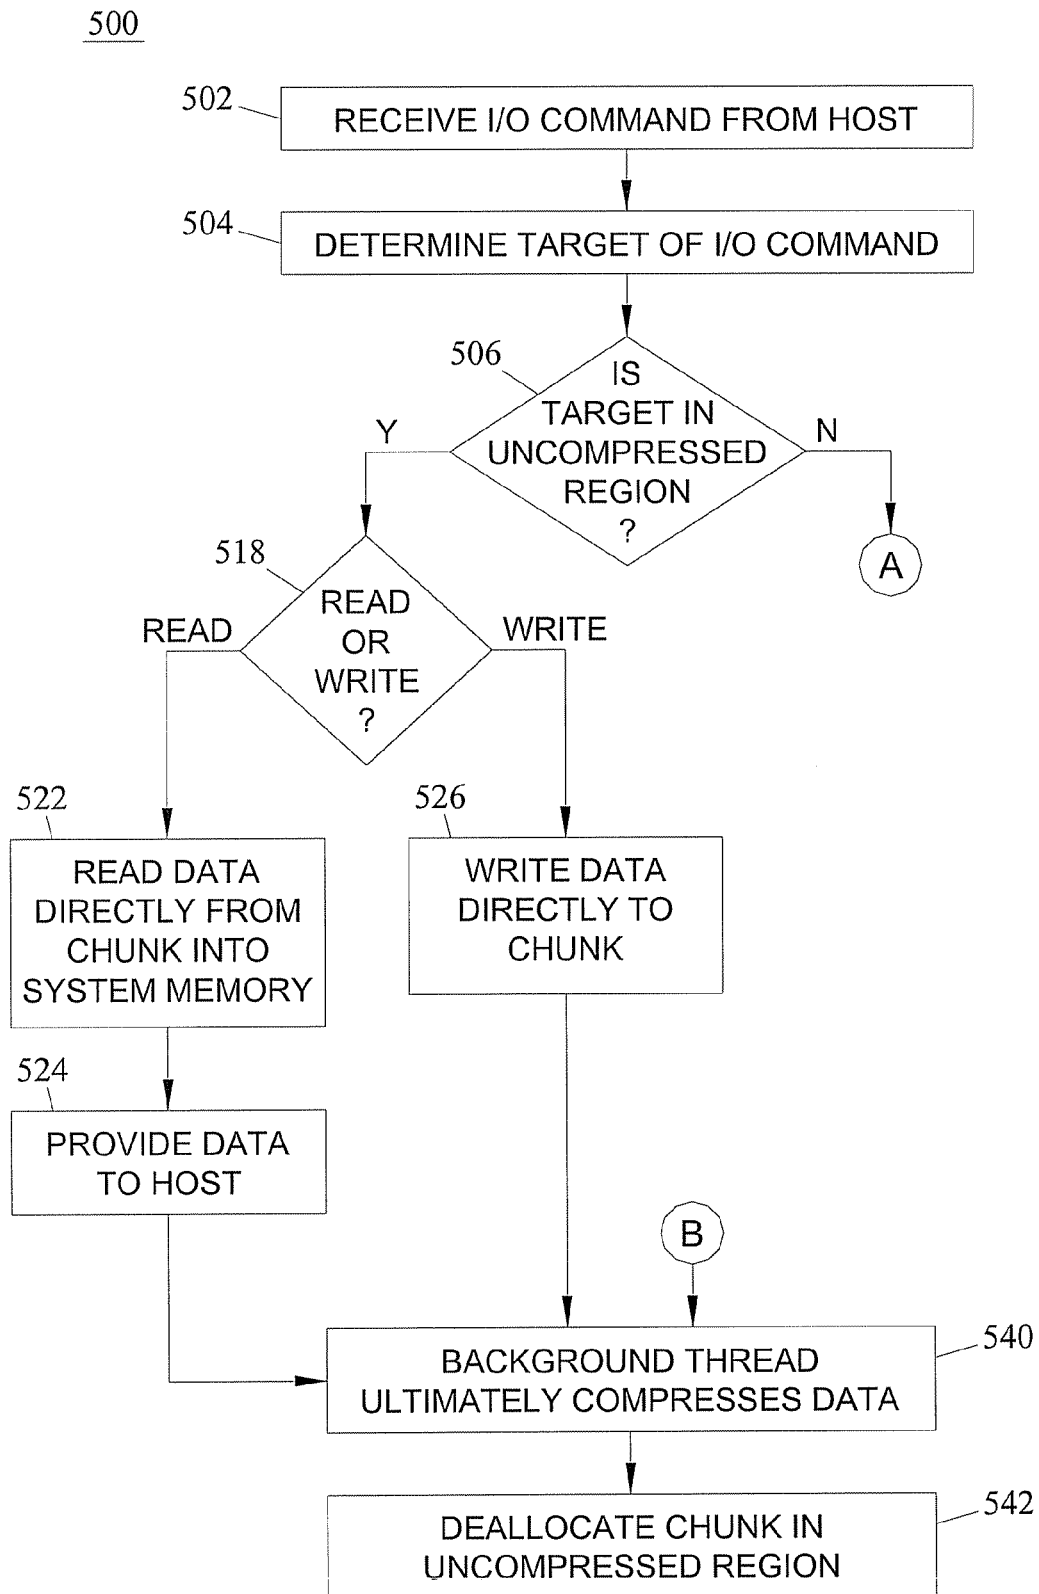 500
502
RECEIVE I/O COMMAND FROM HOST
504
DETERMINE TARGET OF I/O COMMAND
506
IS
TARGET IN
UNCOMPRESSED
REGION
?
Y
N
A
518
READ
OR
WRITE
?
READ
WRITE
522
READ DATA
DIRECTLY FROM
CHUNK INTO
SYSTEM MEMORY
526
WRITE DATA
DIRECTLY TO
CHUNK
524
PROVIDE DATA
TO HOST
B
540
BACKGROUND THREAD
ULTIMATELY COMPRESSES DATA
542
DEALLOCATE CHUNK IN
UNCOMPRESSED REGION